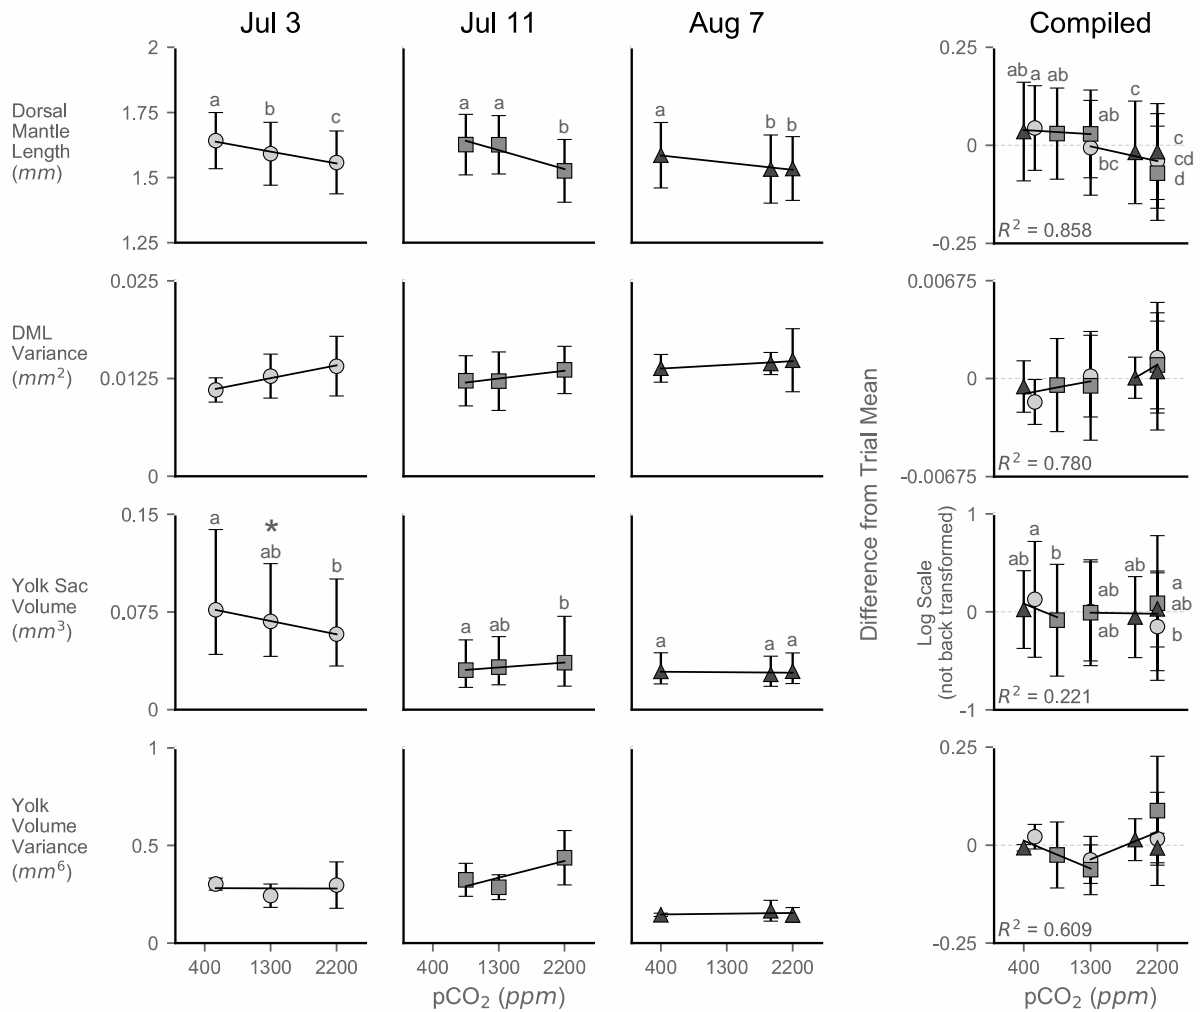 Jul 3
Jul 11
Aug 7
Compiled
Dorsal
Mantle
Length
(mm)
2
1.75
1.5
1.25
a
b
c
a
a
b
a
b
b
0.25
0
-0.25
ab
a
ab
ab
bc
c
c
cd
d
R² = 0.858
DML
Variance
(mm²)
0.025
0.0125
0
0.00675
0
-0.00675
R² = 0.780
Difference from Trial Mean
Yolk Sac
Volume
(mm³)
0.15
0.075
0
a
*
ab
b
a
ab
b
a
a
a
Log Scale
(not back transformed)
1
0
-1
ab
a
b
ab
ab
ab
a
ab
b
R² = 0.221
Yolk
Volume
Variance
(mm⁶)
1
0.5
0
0.25
0
-0.25
R² = 0.609
400 1300 2200
400 1300 2200
400 1300 2200
400 1300 2200
pCO₂ (ppm)
pCO₂ (ppm)